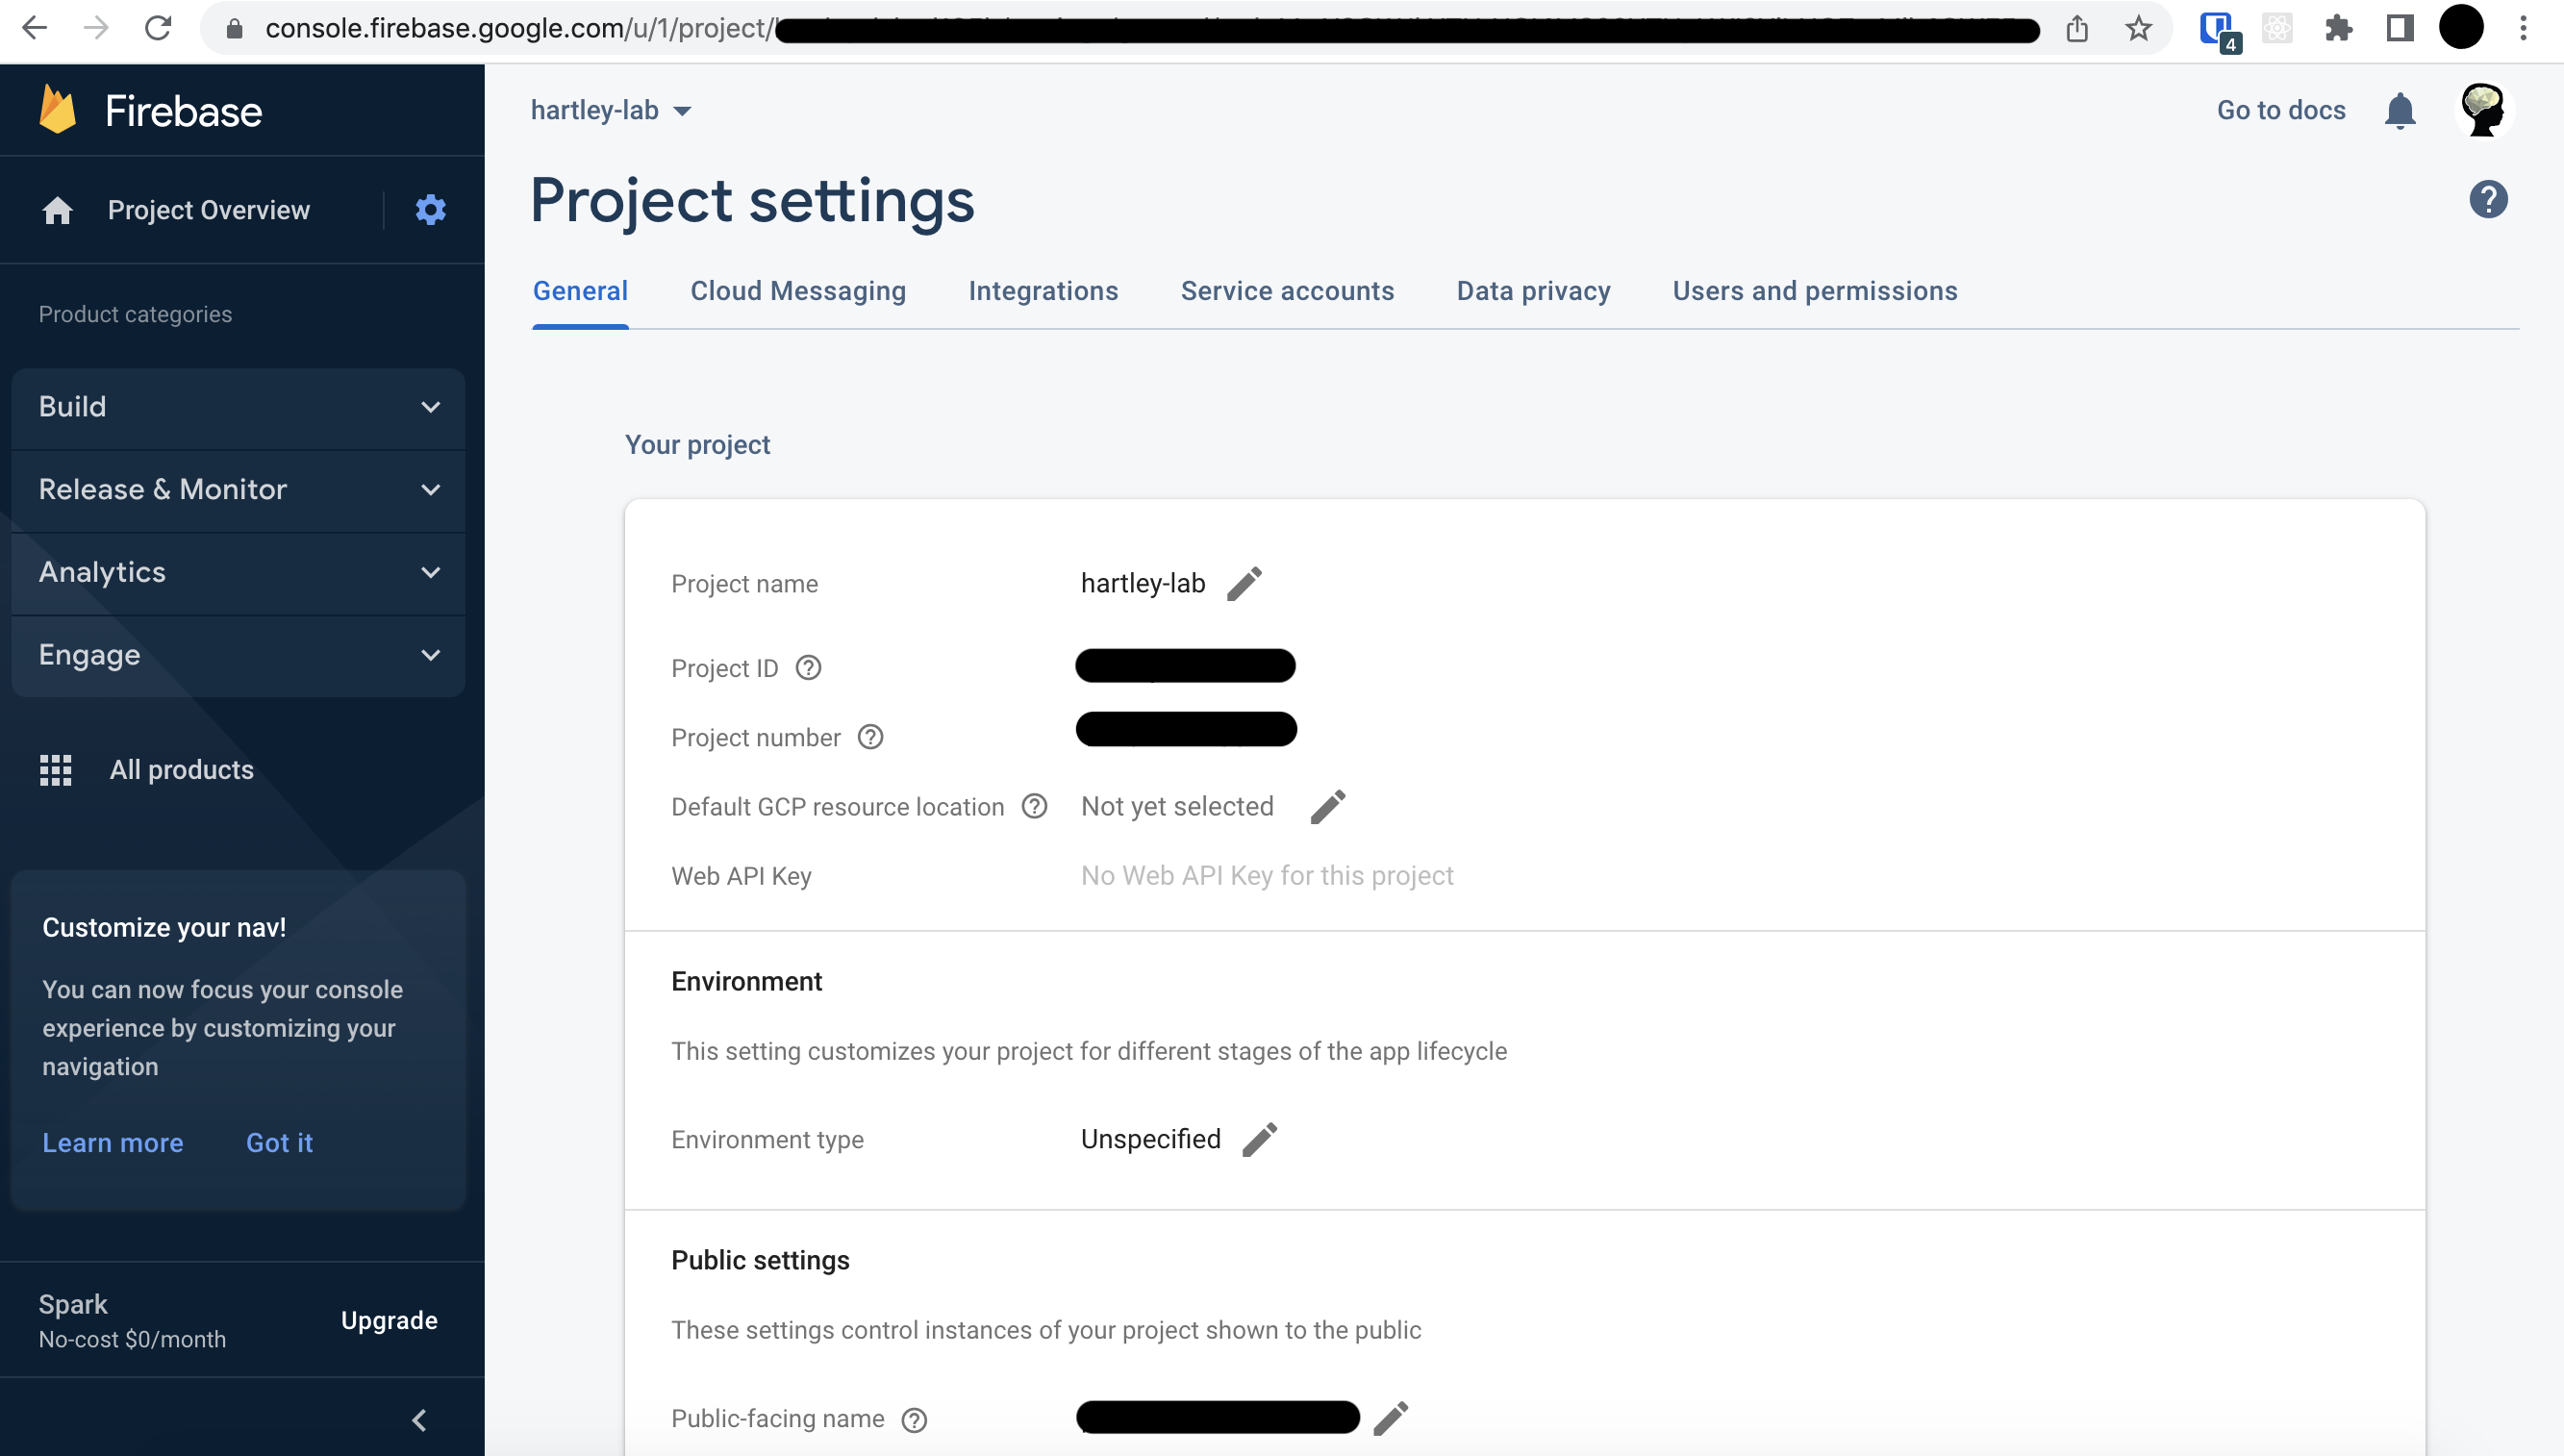 console.firebase.google.com/u/1/project/
4
Firebase
hartley-lab
Go to docs
Project Overview
Project settings
General
Cloud Messaging
Integrations
Service accounts
Data privacy
Users and permissions
Product categories
Build
Release & Monitor
Analytics
Engage
All products
Customize your nav!
You can now focus your console
experience by customizing your
navigation
Learn more
Got it
Spark
No-cost $0/month
Upgrade
Your project
Project name
hartley-lab
Project ID
Project number
Default GCP resource location
Not yet selected
Web API Key
No Web API Key for this project
Environment
This setting customizes your project for different stages of the app lifecycle
Environment type
Unspecified
Public settings
These settings control instances of your project shown to the public
Public-facing name